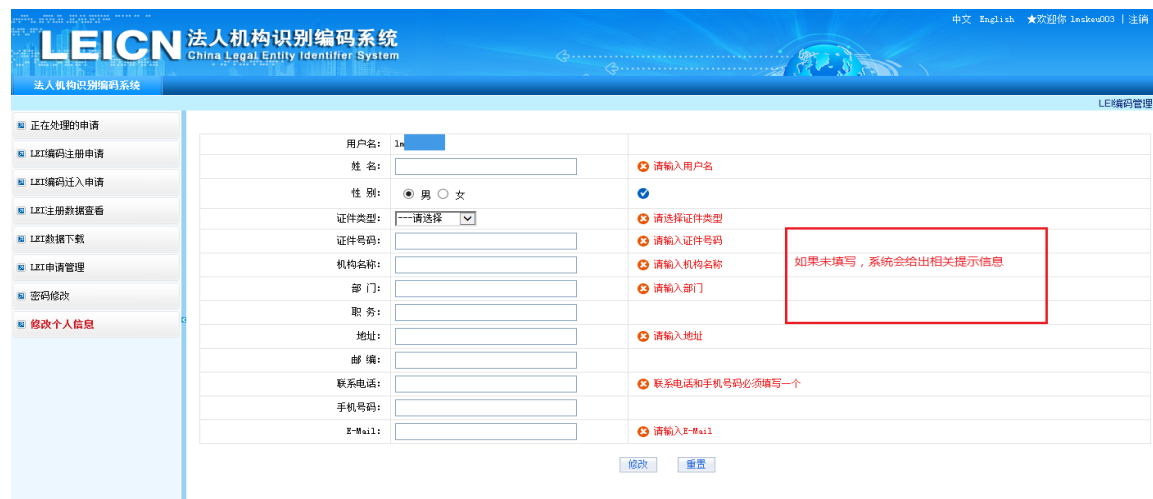 中文 English ★欢迎你 lmskeu003 | 注销
LEICN 法人机构识别编码系统
China Legal Entity Identifier System
法人机构识别编码系统
LEI编码管理
正在处理的申请
LEI编码注册申请
LEI编码迁入申请
LEI注册数据查看
LEI数据下载
LEI申请管理
密码修改
修改个人信息
用户名: lm
姓 名: 请输入用户名
性 别: 男 女
证件类型: ---请选择 请选择证件类型
证件号码: 请输入证件号码
机构名称: 请输入机构名称
部 门: 请输入部门
职 务:
地址: 请输入地址
邮 编:
联系电话: 联系电话和手机号码必须填写一个
手机号码:
E-Mail: 请输入E-Mail
如果未填写，系统会给出相关提示信息
修改 重置